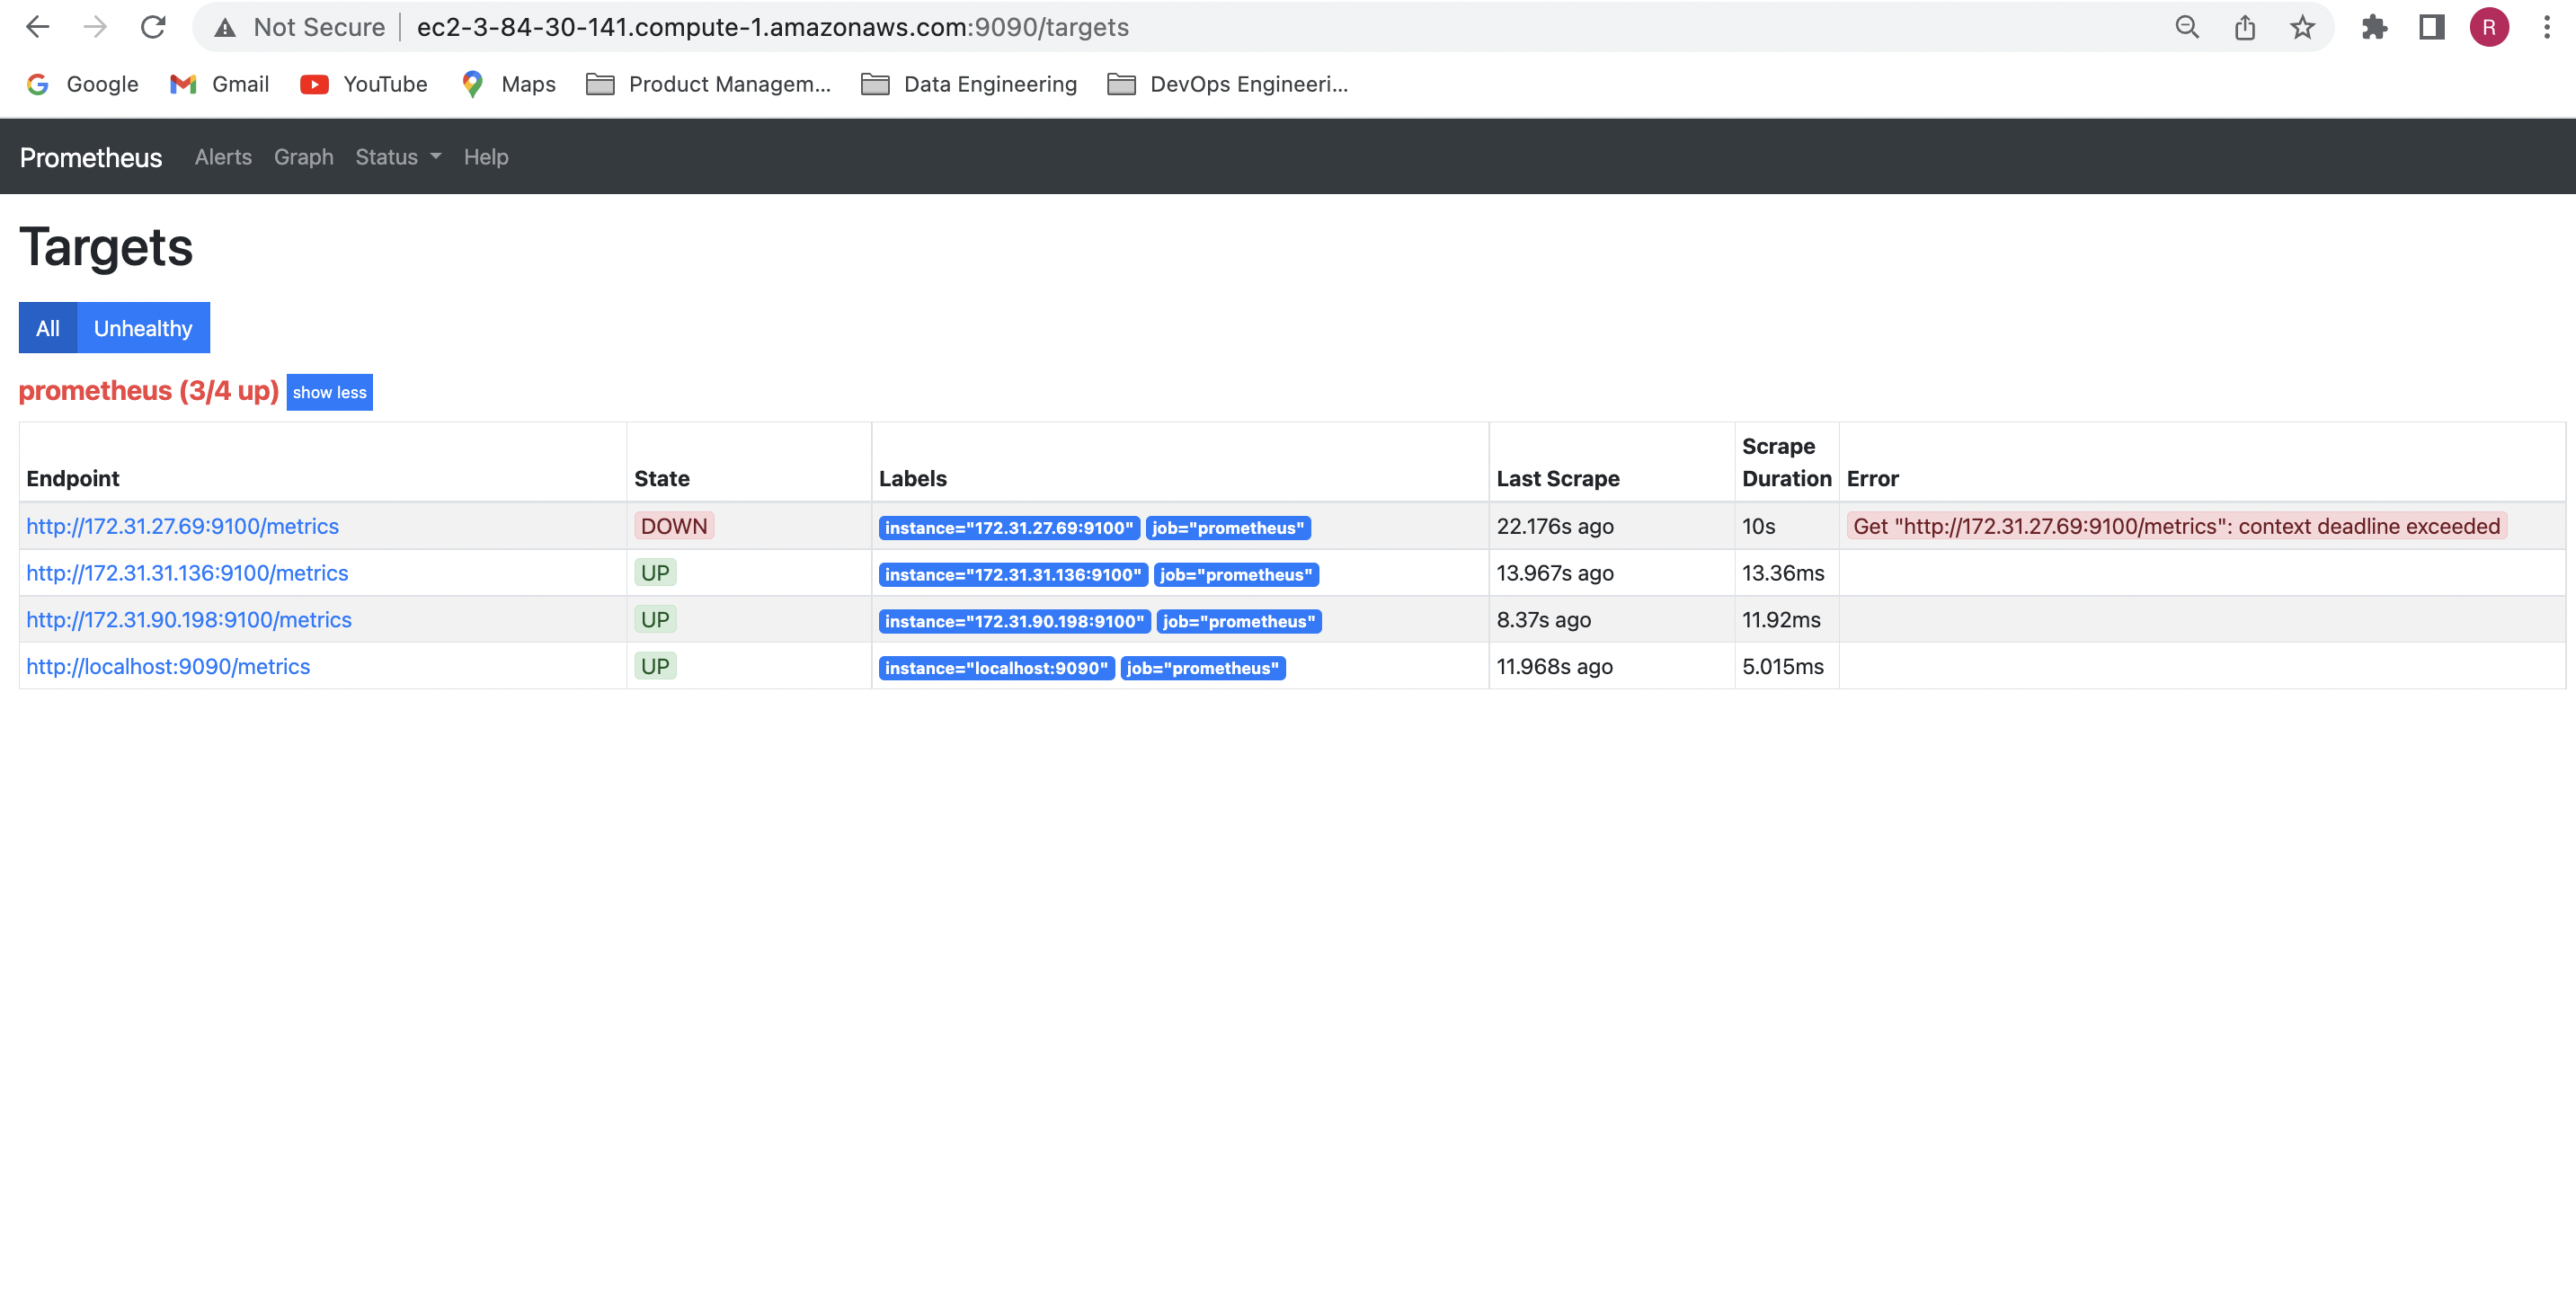 Not Secure ec2-3-84-30-141.compute-1.amazonaws.com:9090/targets R
Google Gmail YouTube Maps Product Managem... Data Engineering DevOps Engineeri...
Prometheus Alerts Graph Status Help
Targets
All Unhealthy
prometheus (3/4 up) show less
Endpoint State Labels Last Scrape Scrape Duration Error
http://172.31.27.69:9100/metrics DOWN instance="172.31.27.69:9100" job="prometheus" 22.176s ago 10s Get "http://172.31.27.69:9100/metrics": context deadline exceeded
http://172.31.31.136:9100/metrics UP instance="172.31.31.136:9100" job="prometheus" 13.967s ago 13.36ms
http://172.31.90.198:9100/metrics UP instance="172.31.90.198:9100" job="prometheus" 8.37s ago 11.92ms
http://localhost:9090/metrics UP instance="localhost:9090" job="prometheus" 11.968s ago 5.015ms